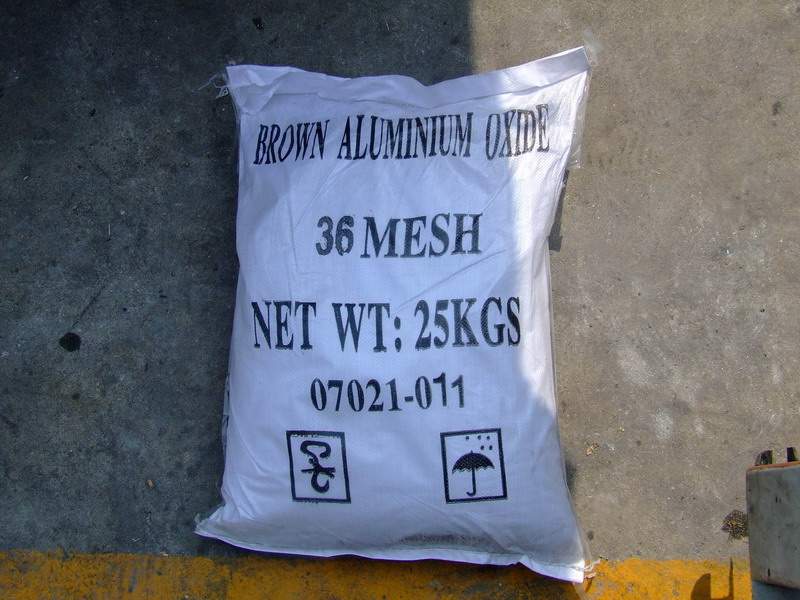 BROWN ALUMINIUM OXIDE
36 MESH
NET WT: 25KGS
07021-011